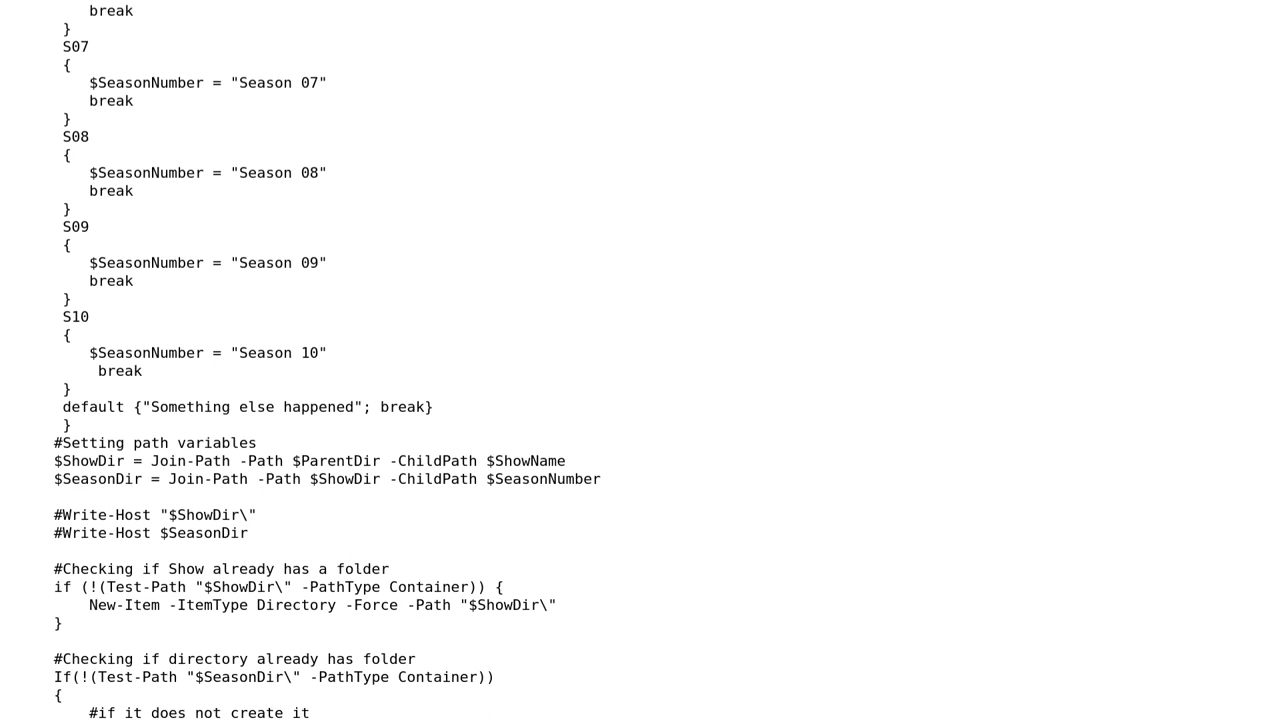 break
}
S07
{
$SeasonNumber = "Season 07"
break
}
S08
{
$SeasonNumber = "Season 08"
break
}
S09
{
$SeasonNumber = "Season 09"
break
}
S10
{
$SeasonNumber = "Season 10"
break
}
default {"Something else happened"; break}
}
#Setting path variables
$ShowDir = Join-Path -Path $ParentDir -ChildPath $ShowName
$SeasonDir = Join-Path -Path $ShowDir -ChildPath $SeasonNumber
#Write-Host "$ShowDir\"
#Write-Host $SeasonDir
#Checking if Show already has a folder
if (!(Test-Path "$ShowDir\" -PathType Container)) {
New-Item -ItemType Directory -Force -Path "$ShowDir\"
}
#Checking if directory already has folder
If(!(Test-Path "$SeasonDir\" -PathType Container))
{
#if it does not create it